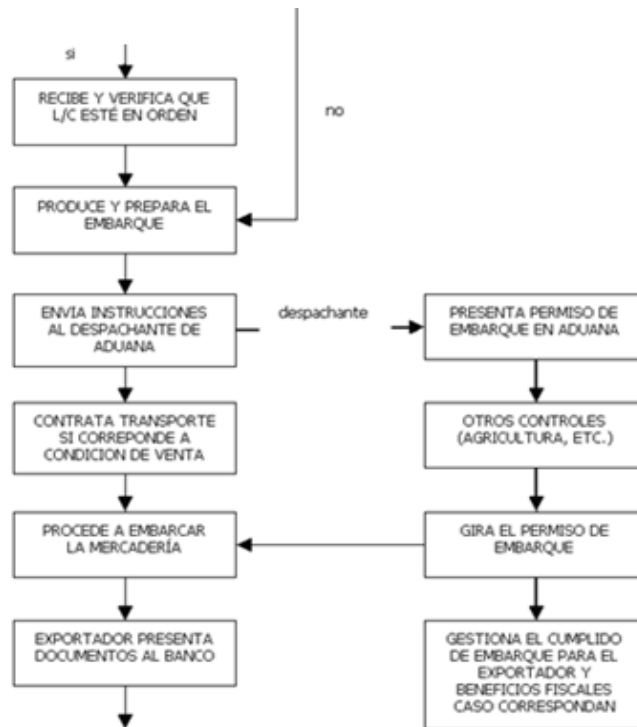 si
RECIBE Y VERIFICA QUE
L/C ESTÉ EN ORDEN
no
PRODUCE Y PREPARA EL
EMBARQUE
ENVIA INSTRUCCIONES
AL DESPACHANTE DE
ADUANA
despachante
PRESENTA PERMISO DE
EMBARQUE EN ADUANA
CONTRATA TRANSPORTE
SI CORREPONDE A
CONDICION DE VENTA
OTROS CONTROLES
(AGRICULTURA, ETC.)
PROCEDE A EMBARCAR
LA MERCADERÍA
GIRA EL PERMISO DE
EMBARQUE
EXPORTADOR PRESENTA
DOCUMENTOS AL BANCO
GESTIONA EL CUMPLIDO
DE EMBARQUE PARA EL
EXPORTADOR Y
BENEFICIOS FISCALES
CASO CORRESPONDAN